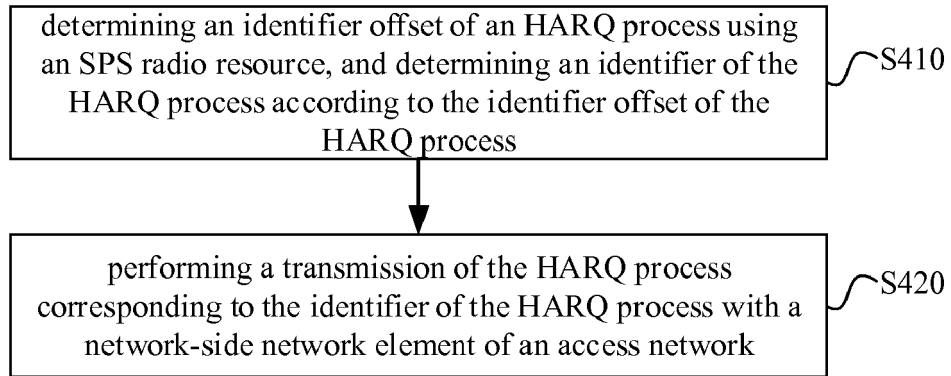 determining an identifier offset of an HARQ process using
an SPS radio resource, and determining an identifier of the
HARQ process according to the identifier offset of the
HARQ process
S410
performing a transmission of the HARQ process
corresponding to the identifier of the HARQ process with a
network-side network element of an access network
S420